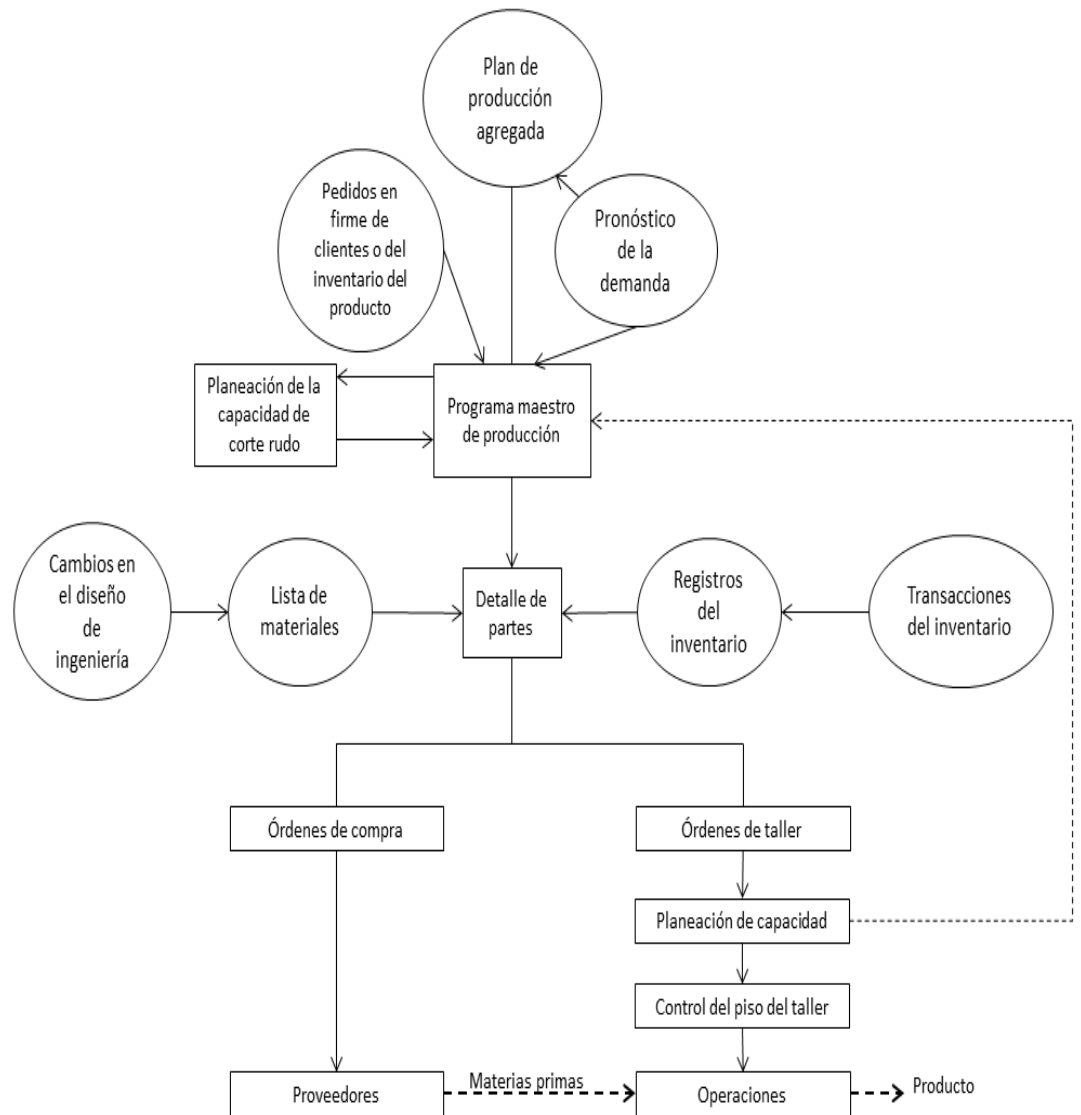 Plan de
producción
agregada
Pedidos en
firme de
clientes o del
inventario del
producto
Pronóstico
de la
demanda
Planeación de la
capacidad de
corte rudo
Programa maestro
de producción
Cambios en
el diseño
de
ingeniería
Lista de
materiales
Detalle de
partes
Registros
del
inventario
Transacciones
del inventario
Órdenes de compra
Órdenes de taller
Planeación de capacidad
Control del piso del taller
Proveedores
Materias primas
Operaciones
Producto